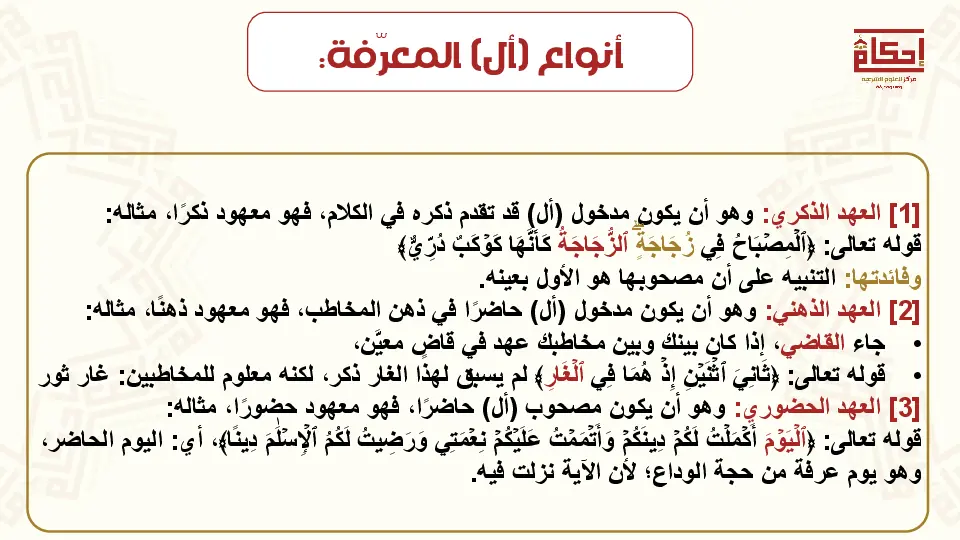 أنواع (أل) المعرّفة:
إحكام
مركز للعلوم الشرعية
[1] العهد الذكري: وهو أن يكون مدخول (أل) قد تقدم ذكره في الكلام، فهو معهود ذكرًا، مثاله:
قوله تعالى: ﴿ٱلۡمِصۡبَاحُ فِي زُجَاجَةٍۖ ٱلزُّجَاجَةُ كَأَنَّهَا كَوۡكَبٞ دُرِّيّٞ﴾
وفائدتها: التنبيه على أن مصحوبها هو الأول بعينه.
[2] العهد الذهني: وهو أن يكون مدخول (أل) حاضرًا في ذهن المخاطب، فهو معهود ذهنًا، مثاله:
• جاء القاضي، إذا كان بينك وبين مخاطبك عهد في قاضٍ معيَّن،
• قوله تعالى: ﴿ثَانِيَ ٱثۡنَيۡنِ إِذۡ هُمَا فِي ٱلۡغَارِ﴾ لم يسبق لهذا الغار ذكر، لكنه معلوم للمخاطبين: غار ثور
[3] العهد الحضوري: وهو أن يكون مصحوب (أل) حاضرًا، فهو معهود حضورًا، مثاله:
قوله تعالى: ﴿ٱلۡيَوۡمَ أَكۡمَلۡتُ لَكُمۡ دِينَكُمۡ وَأَتۡمَمۡتُ عَلَيۡكُمۡ نِعۡمَتِي وَرَضِيتُ لَكُمُ ٱلۡإِسۡلَٰمَ دِينًا﴾، أي: اليوم الحاضر،
وهو يوم عرفة من حجة الوداع؛ لأن الآية نزلت فيه.